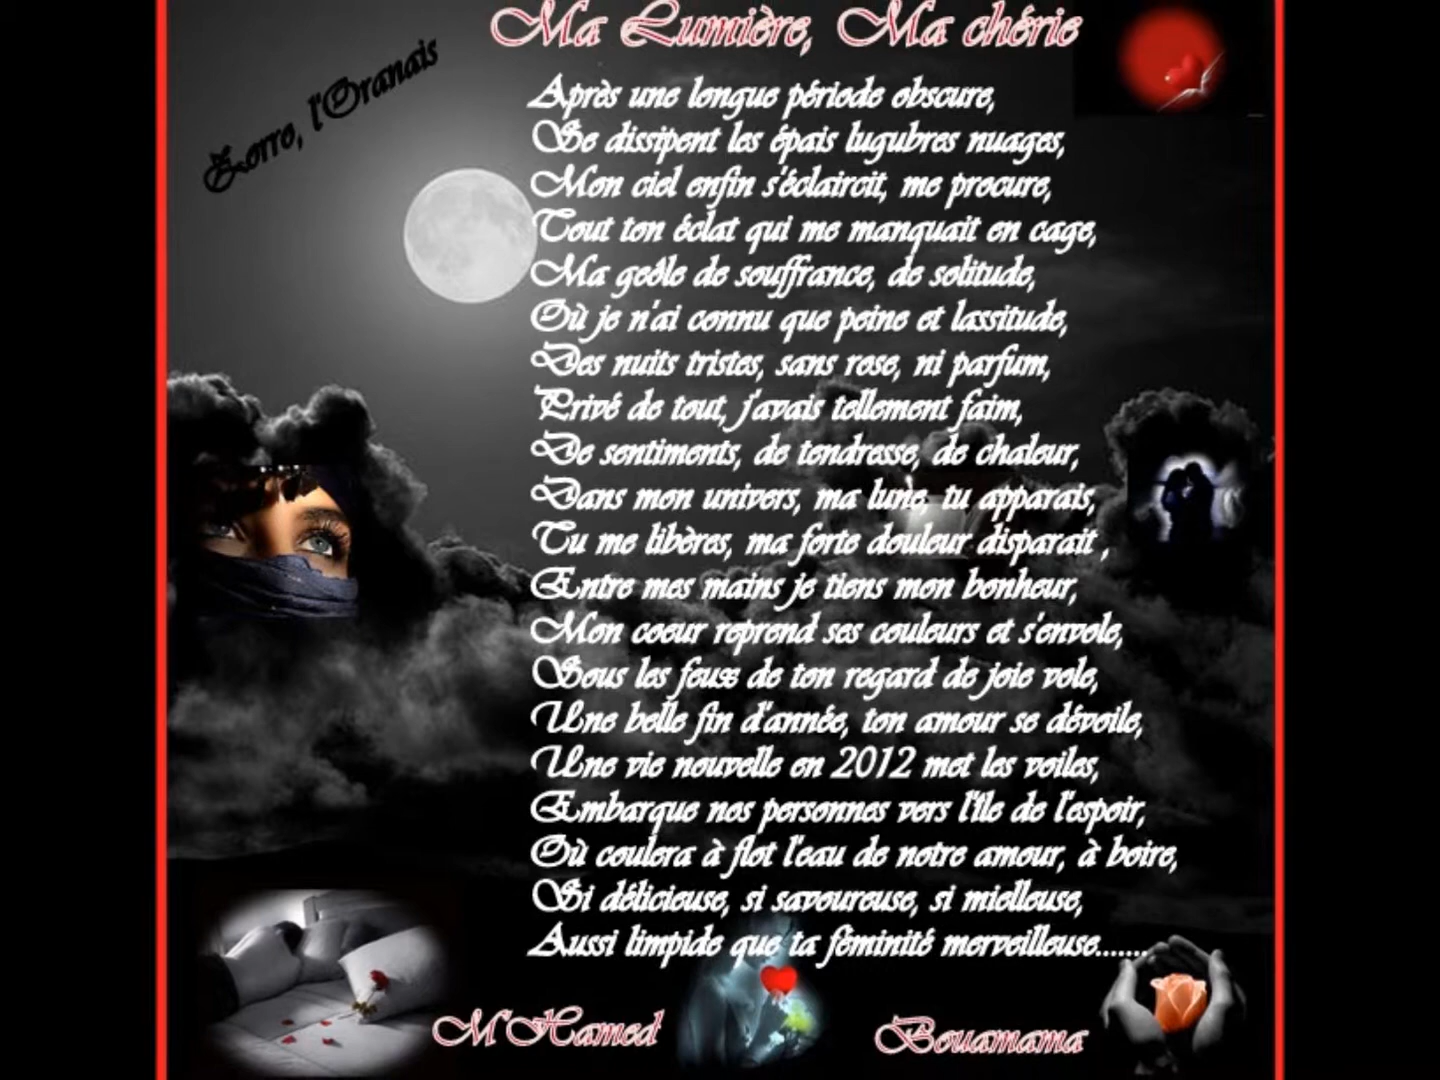 Ma Lumière, Ma chérie
Zorro, l'Oranais
Après une longue période obscure,
Se dissipent les épais lugubres nuages,
Mon ciel enfin s'éclaircit, me procure,
Tout ton éclat qui me manquait en cage,
Ma geôle de souffrance, de solitude,
Où je n'ai connu que peine et lassitude,
Des nuits tristes, sans rose, ni parfum,
Privé de tout, j'avais tellement faim,
De sentiments, de tendresse, de chaleur,
Dans mon univers, ma lune, tu apparais,
Tu me libères, ma forte douleur disparait ,
Entre mes mains je tiens mon bonheur,
Mon coeur reprend ses couleurs et s'envole,
Sous les feux de ton regard de joie vole,
Une belle fin d'année, ton amour se dévoile,
Une vie nouvelle en 2012 met les voiles,
Embarque nos personnes vers l'île de l'espoir,
Où coulera à flot l'eau de notre amour, à boire,
Si délicieuse, si savoureuse, si mielleuse,
Aussi limpide que ta féminité merveilleuse.......
M'Hamed Bouamama